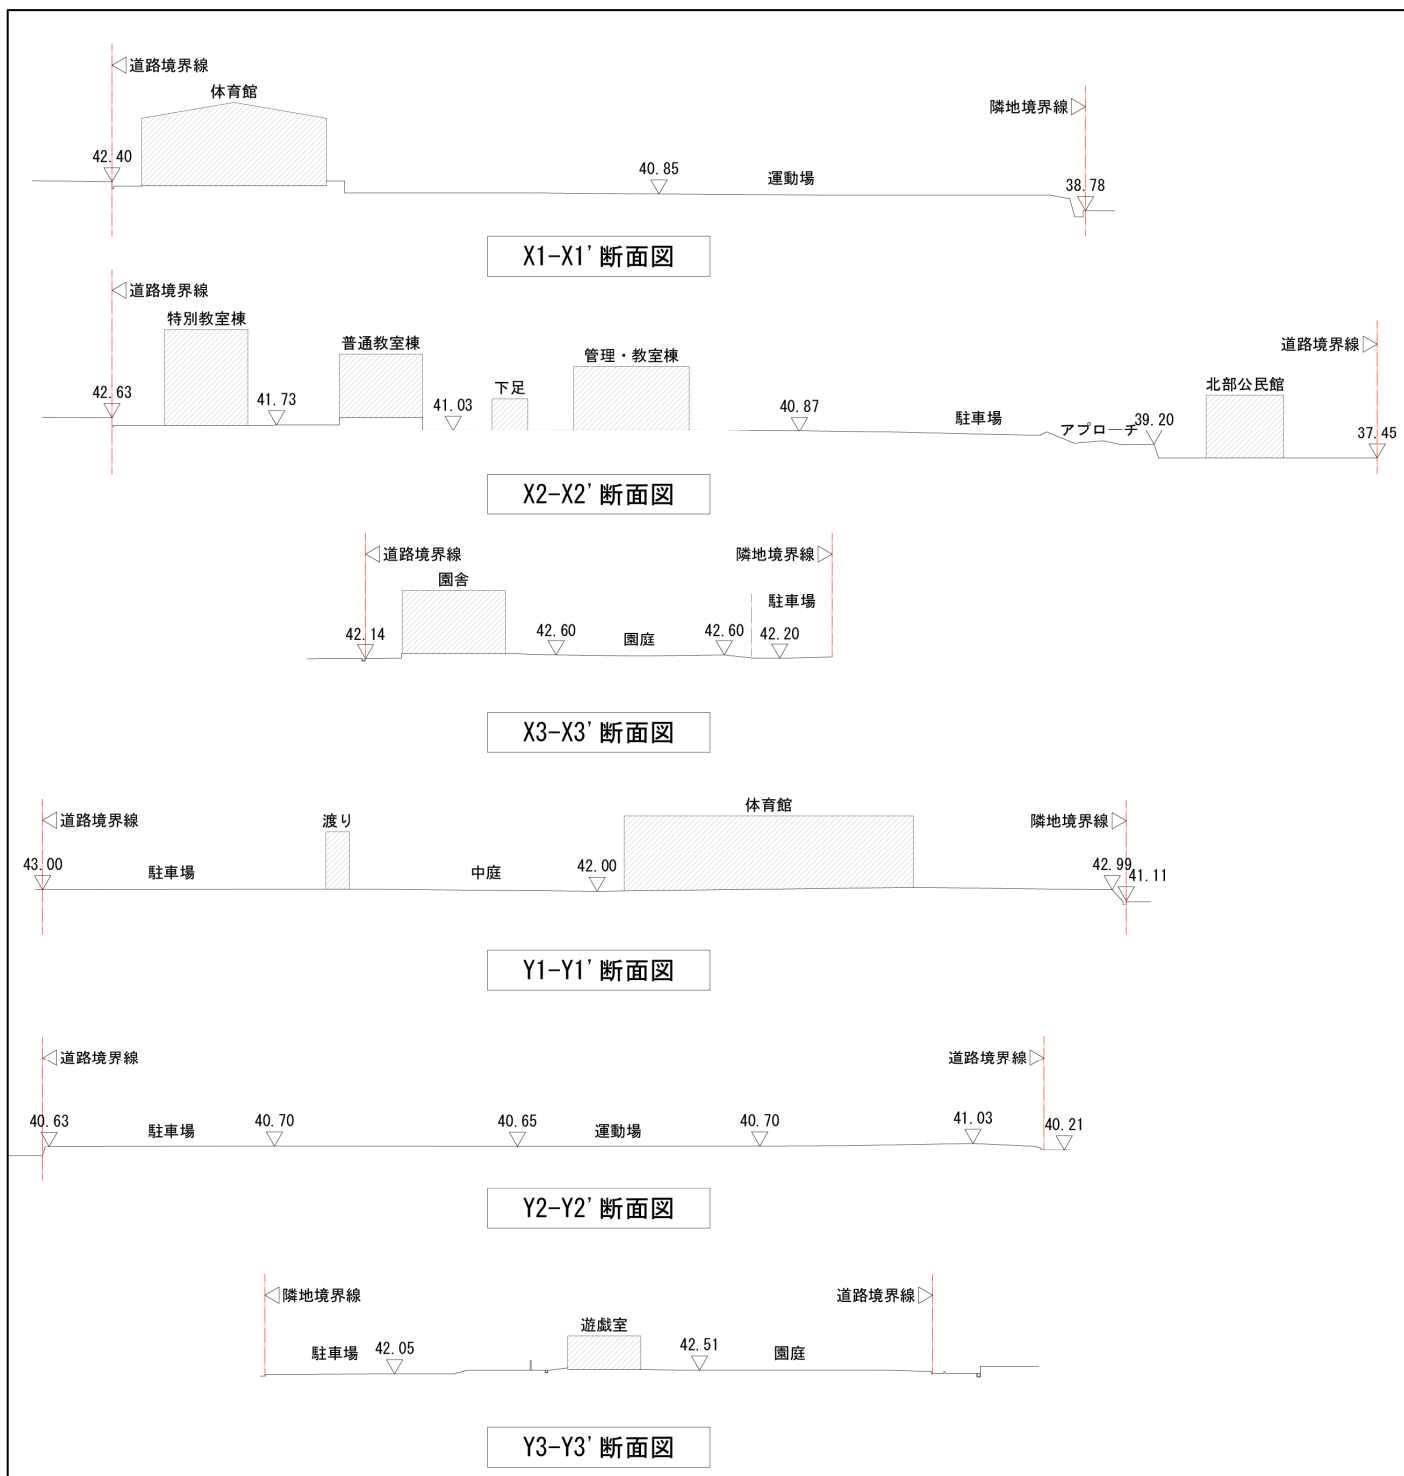 道路境界線
体育館
隣地境界線
42.40
40.85
運動場
38.78
X1-X1'断面図
道路境界線
特別教室棟
普通教室棟
管理・教室棟
道路境界線
下足
北部公民館
42.63
41.73
41.03
40.87
駐車場
アプローチ
39.20
37.45
X2-X2'断面図
道路境界線
隣地境界線
園舎
駐車場
42.14
42.60
園庭
42.60
42.20
X3-X3'断面図
道路境界線
渡り
体育館
隣地境界線
43.00
駐車場
中庭
42.00
42.99
41.11
Y1-Y1'断面図
道路境界線
道路境界線
40.63
駐車場
40.70
40.65
運動場
40.70
41.03
40.21
Y2-Y2'断面図
隣地境界線
道路境界線
遊戯室
駐車場
42.05
42.51
園庭
Y3-Y3'断面図